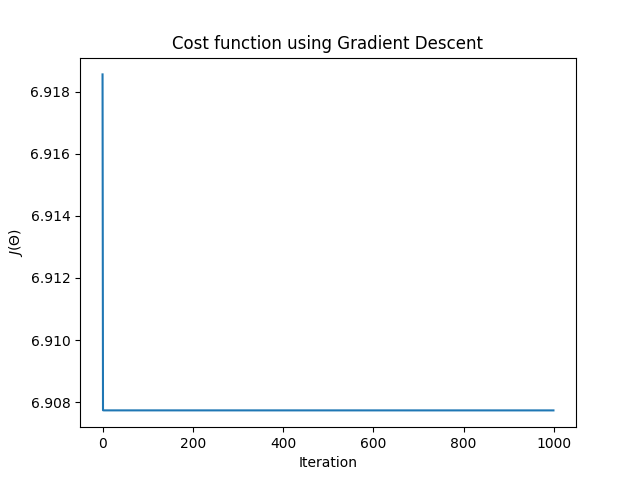 Cost function using Gradient Descent
6.918
6.916
6.914
6.912
6.910
6.908
J(Θ)
0 200 400 600 800 1000
Iteration